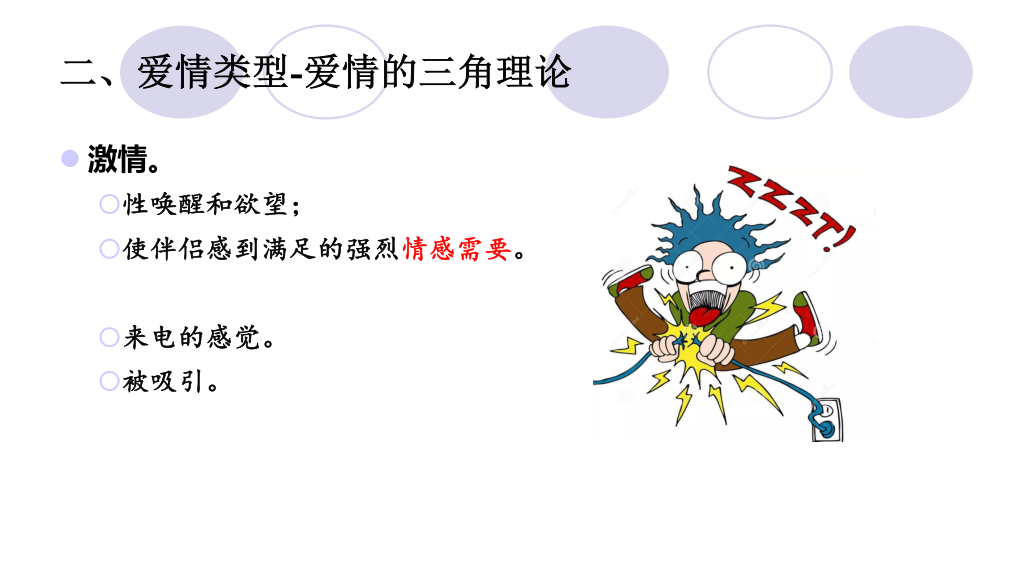 二、爱情类型-爱情的三角理论
激情。
性唤醒和欲望；
使伴侣感到满足的强烈情感需要。
来电的感觉。
被吸引。
ZZZZT!